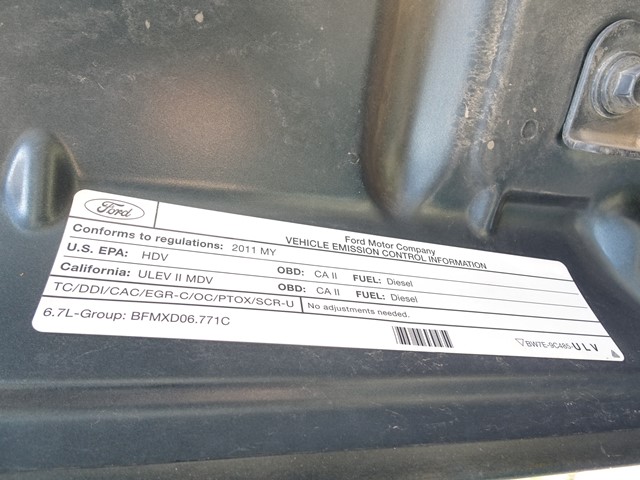 Ford
Ford Motor Company
VEHICLE EMISSION CONTROL INFORMATION
Conforms to regulations: 2011 MY
U.S. EPA: HDV OBD: CA II FUEL: Diesel
California: ULEV II MDV OBD: CA II FUEL: Diesel
TC/DDI/CAC/EGR-C/OC/PTOX/SCR-U No adjustments needed.
6.7L-Group: BFMXD06.771C
BW7E-9C485-ULV